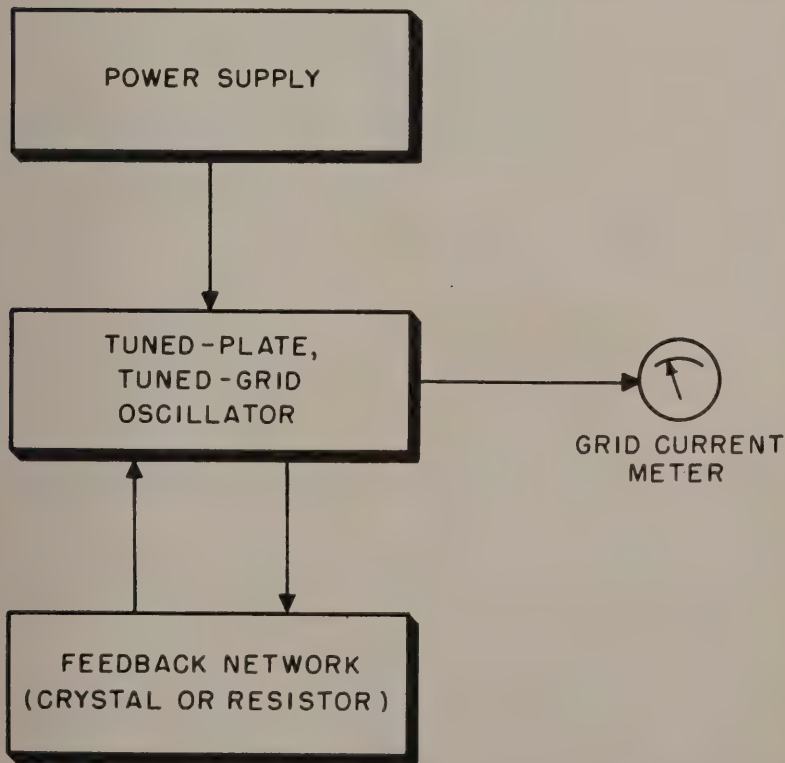 POWER SUPPLY
TUNED-PLATE,
TUNED-GRID
OSCILLATOR
GRID CURRENT
METER
FEEDBACK NETWORK
(CRYSTAL OR RESISTOR)